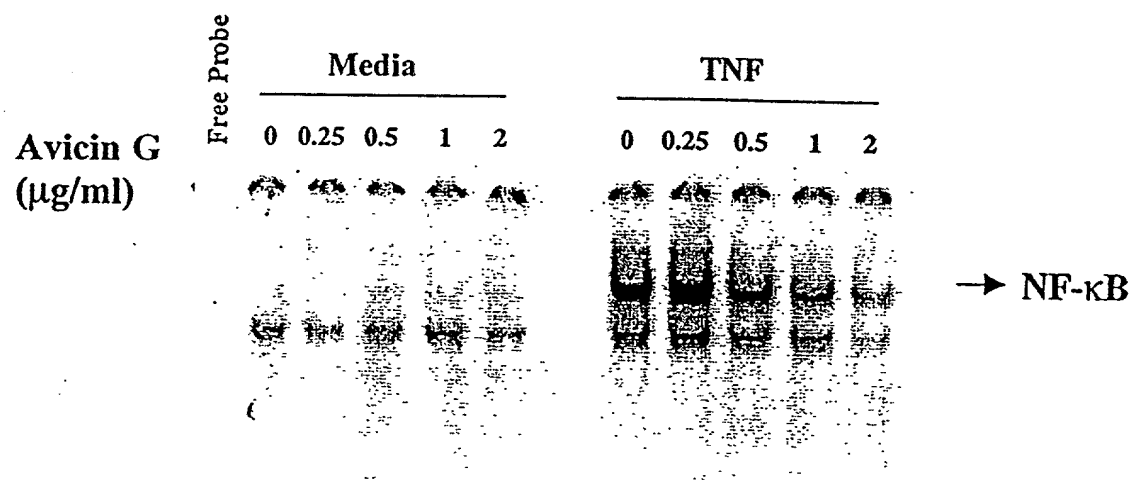 Free Probe
Media
TNF
Avicin G
(μg/ml)
0 0.25 0.5 1 2
0 0.25 0.5 1 2
→ NF-κB